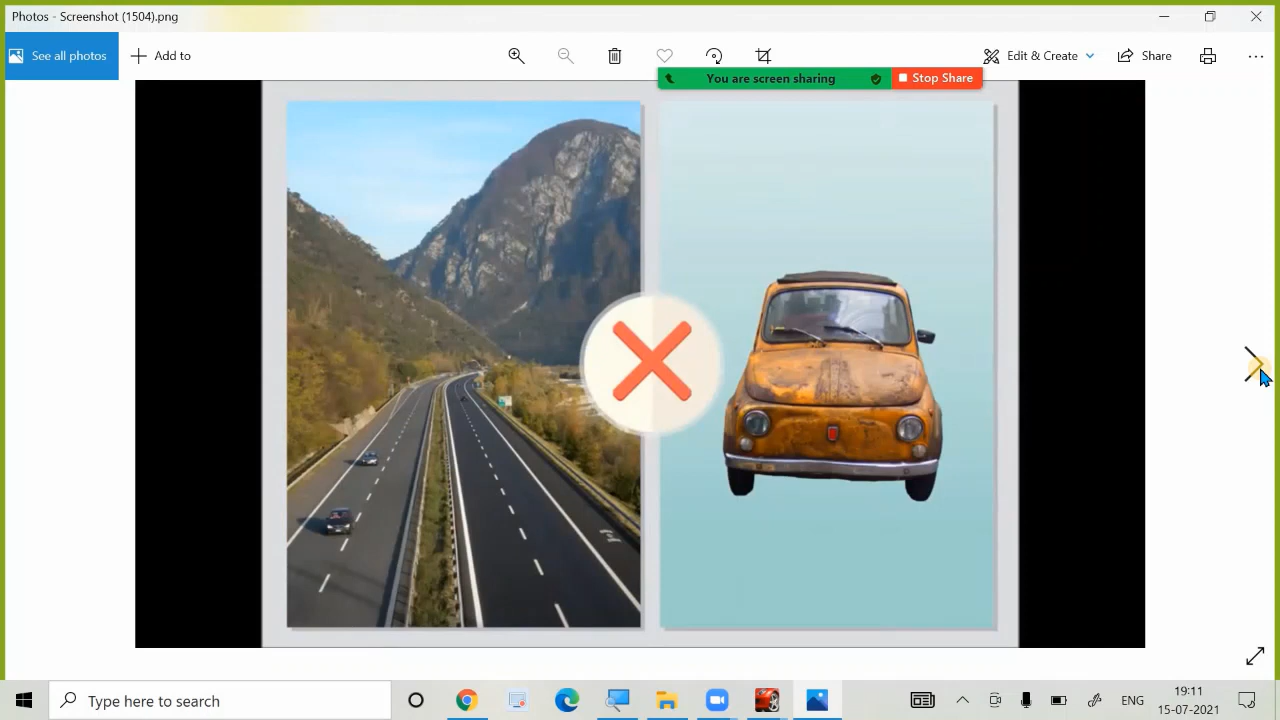 Photos - Screenshot (1504).png
See all photos
Add to
Edit & Create
Share
You are screen sharing
Stop Share
Type here to search
ENG
19:11
15-07-2021